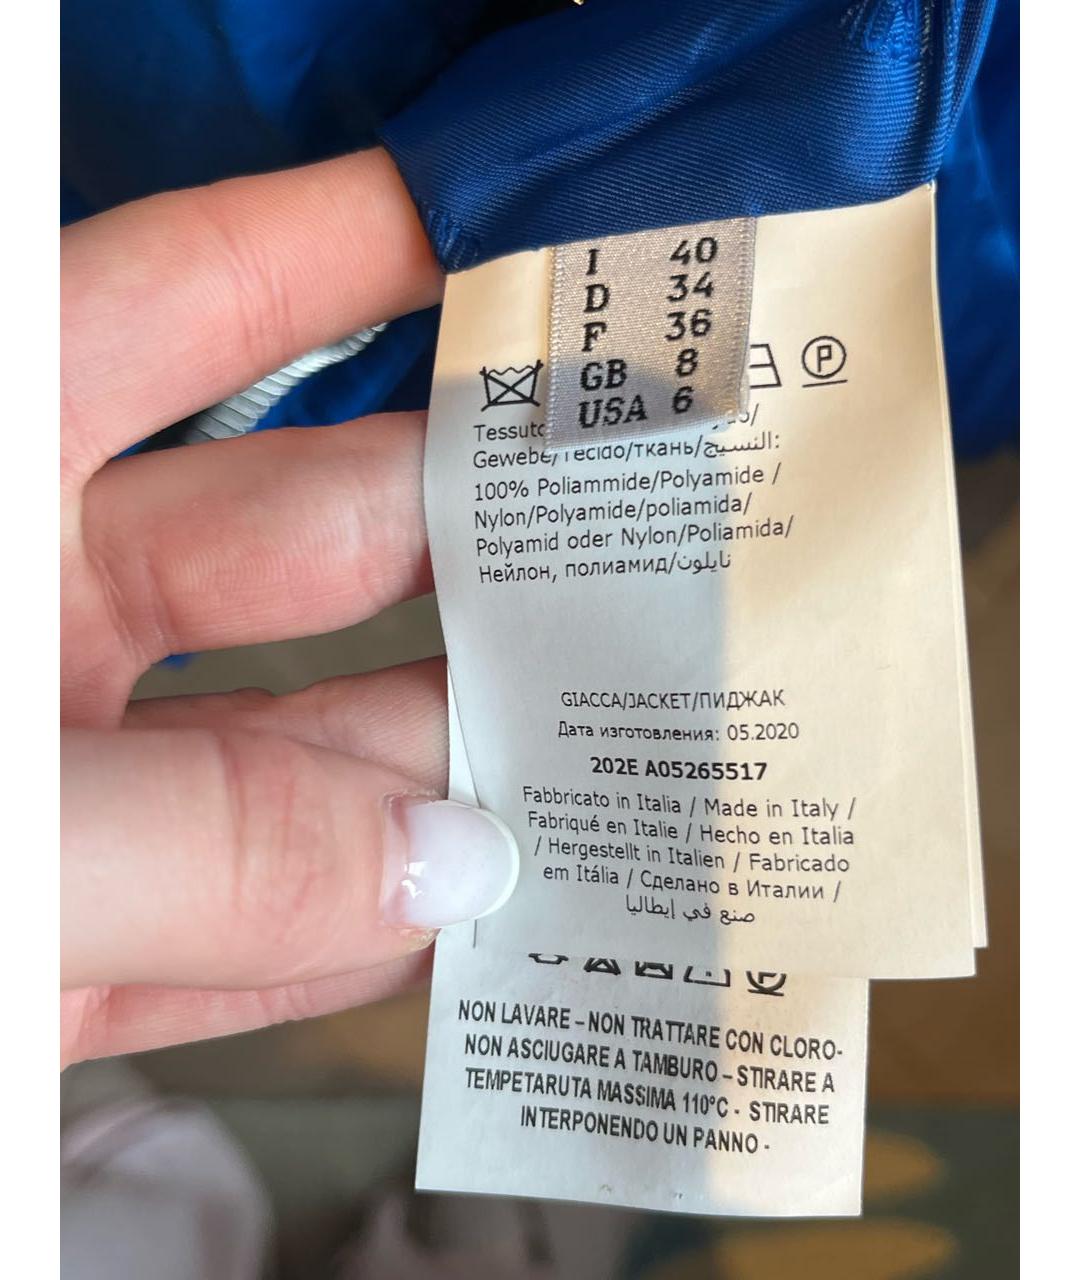 I 40
D 34
F 36
GB 8
USA 6
P
Gewebe/Tecido/ткань/النسيج:
100% Poliammide/Polyamide /
Nylon/Polyamide/poliamida/
Polyamid oder Nylon/Poliamida/
Нейлон, полиамид/نايلون
GIACCA/JACKET/ПИДЖАК
Дата изготовления: 05.2020
202E A05265517
Fabbricato in Italia / Made in Italy /
Fabriqué en Italie / Hecho en Italia
/ Hergestellt in Italien / Fabricado
em Itália / Сделано в Италии /
صنع في إيطاليا
NON LAVARE – NON TRATTARE CON CLORO-
NON ASCIUGARE A TAMBURO – STIRARE A
TEMPETARUTA MASSIMA 110°C - STIRARE
INTERPONENDO UN PANNO -